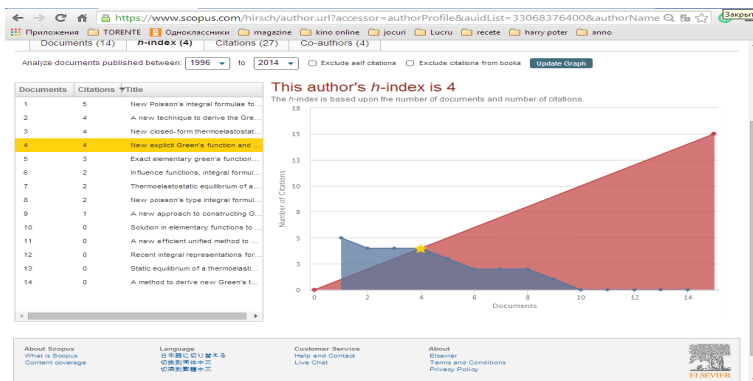 https://www.scopus.com/hirsch/author.url?accessor=authorProfile&auidList=33068376400&authorName
Закрыт
Приложения TORENTE Одноклассники magazine kino online jocuri Lucru recete harry poter anno
Documents (14) h-index (4) Citations (27) Co-authors (4)
Analyze documents published between: 1996 to 2014 Exclude self citations Exclude citations from books Update Graph
This author's h-index is 4
The h-index is based upon the number of documents and number of citations.
Documents Citations Title
1 5 New Poisson's integral formulas fo...
2 4 A new technique to derive the Gre...
3 4 New closed-form thermoelastostat...
4 4 New explicit Green's function and ...
5 3 Exact elementary green's function...
6 2 Influence functions, integral formul...
7 2 Thermoelastostatic equilibrium of a...
8 2 New poisson's type integral formul...
9 1 A new approach to constructing G...
10 0 Solution in elementary functions to ...
11 0 A new efficient unified method to ...
12 0 Recent integral representations for...
13 0 Static equilibrium of a thermoelasti...
14 0 A method to derive new Green's t...
Number of Citations
18
15
13
10
8
5
3
0
0 2 4 6 8 10 12 14
Documents
About Scopus
What is Scopus
Content coverage
Language
日本語に切り替える
切换到简体中文
切換到繁體中文
Customer Service
Help and Contact
Live Chat
About
Elsevier
Terms and Conditions
Privacy Policy
ELSEVIER